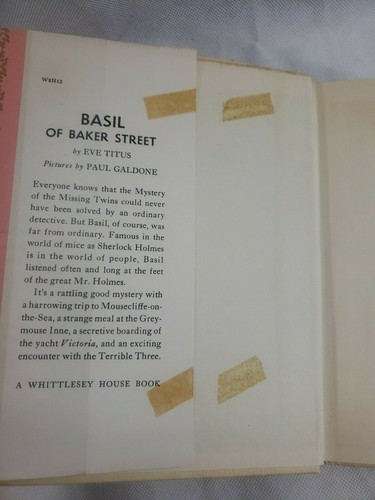 WSH12
BASIL
OF BAKER STREET
by EVE TITUS
Pictures by PAUL GALDONE
Everyone knows that the Mystery
of the Missing Twins could never
have been solved by an ordinary
detective. But Basil, of course, was
far from ordinary. Famous in the
world of mice as Sherlock Holmes
is in the world of people, Basil
listened often and long at the feet
of the great Mr. Holmes.
It's a rattling good mystery with
a harrowing trip to Mousecliffe-on-
the-Sea, a strange meal at the Grey-
mouse Inne, a secretive boarding of
the yacht Victoria, and an exciting
encounter with the Terrible Three.
A WHITTLESEY HOUSE BOOK